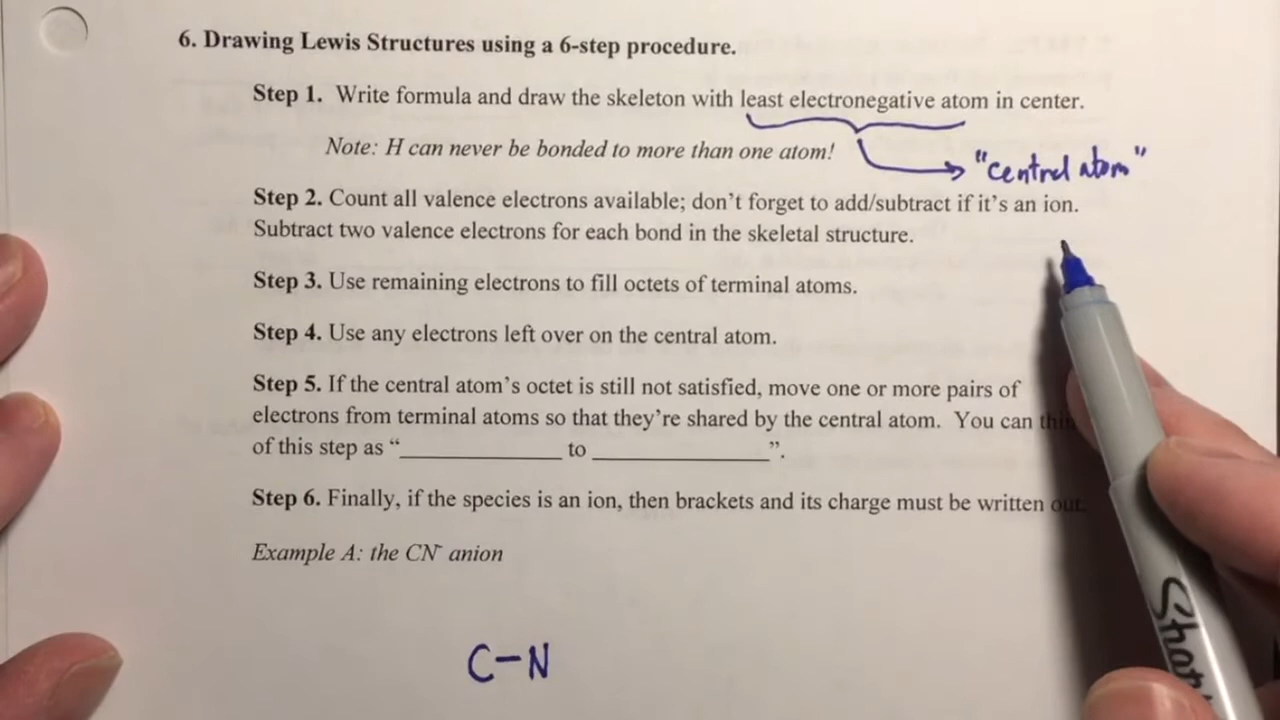 6. Drawing Lewis Structures using a 6-step procedure.
Step 1. Write formula and draw the skeleton with least electronegative atom in center.
Note: H can never be bonded to more than one atom!
"central atom"
Step 2. Count all valence electrons available; don't forget to add/subtract if it's an ion.
Subtract two valence electrons for each bond in the skeletal structure.
Step 3. Use remaining electrons to fill octets of terminal atoms.
Step 4. Use any electrons left over on the central atom.
Step 5. If the central atom's octet is still not satisfied, move one or more pairs of
electrons from terminal atoms so that they're shared by the central atom. You can
of this step as "______________ to ______________".
Step 6. Finally, if the species is an ion, then brackets and its charge must be written out.
Example A: the CN⁻ anion
C–N